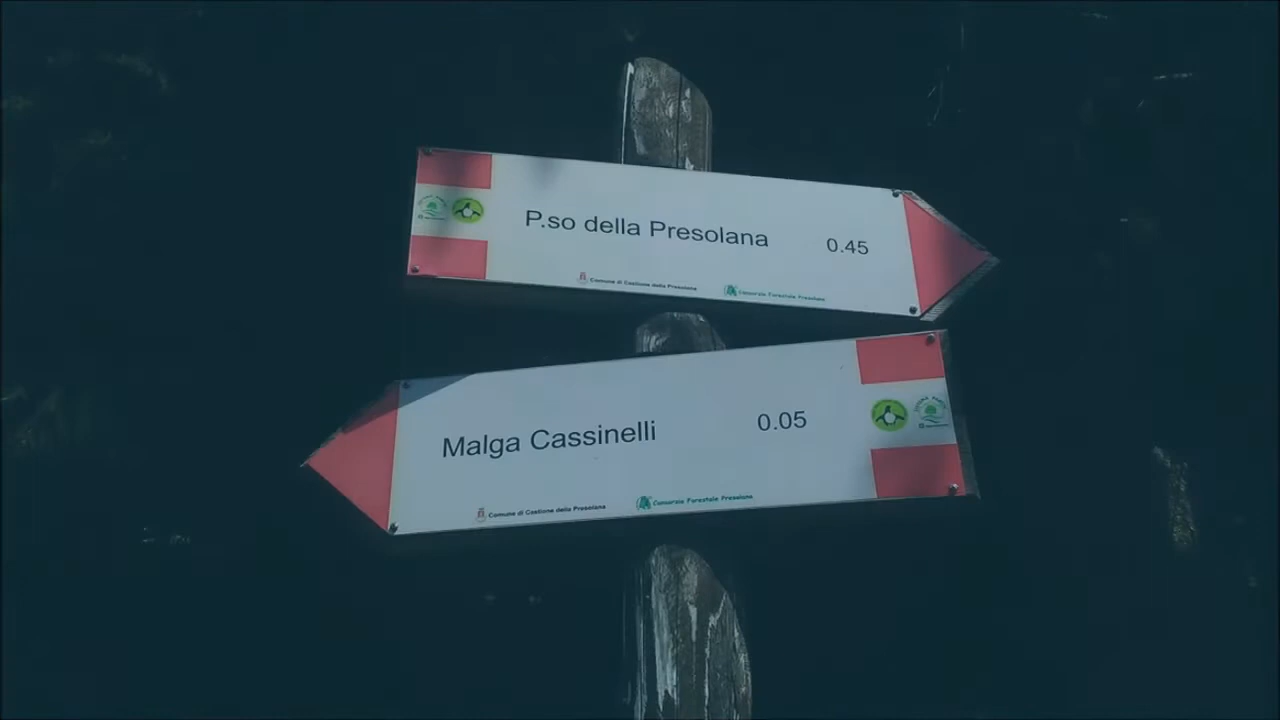 P.so della Presolana 0.45
Comune di Castione della Presolana Consorzio Forestale Presolana
Malga Cassinelli 0.05
Comune di Castione della Presolana Consorzio Forestale Presolana